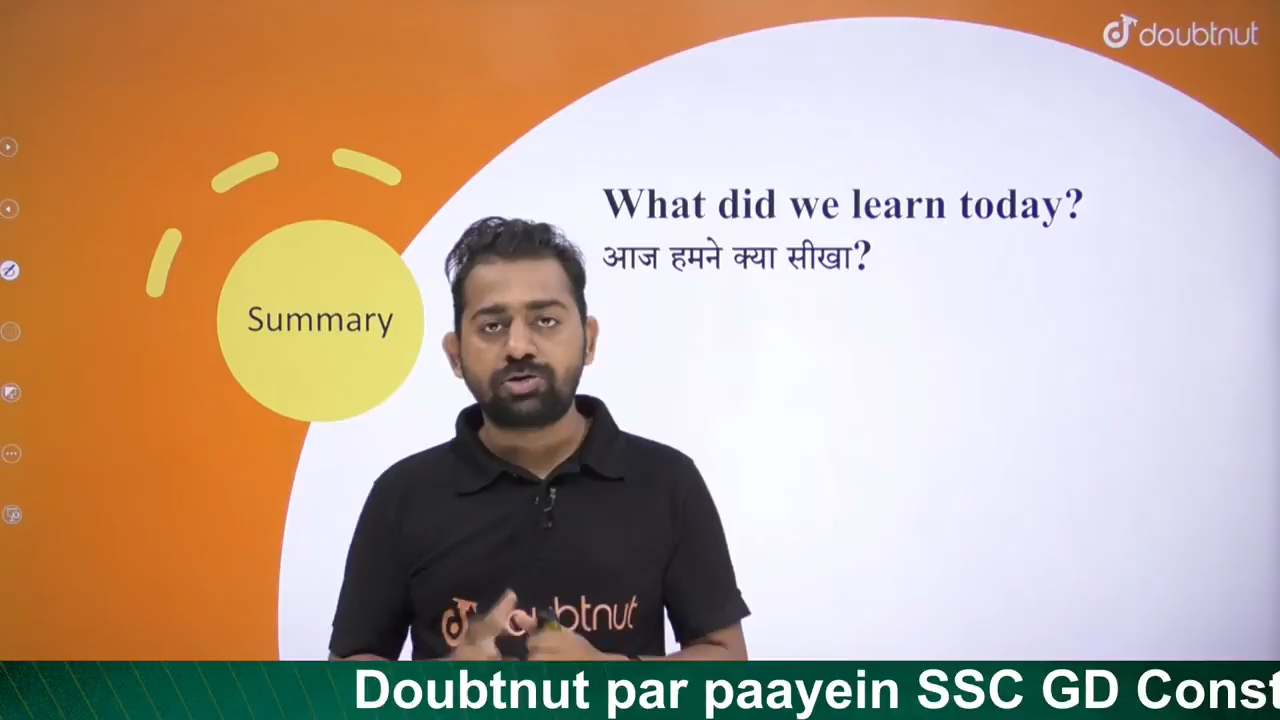 doubtnut
What did we learn today?
आज हमने क्या सीखा?
Summary
doubtnut
Doubtnut par paayein SSC GD Const